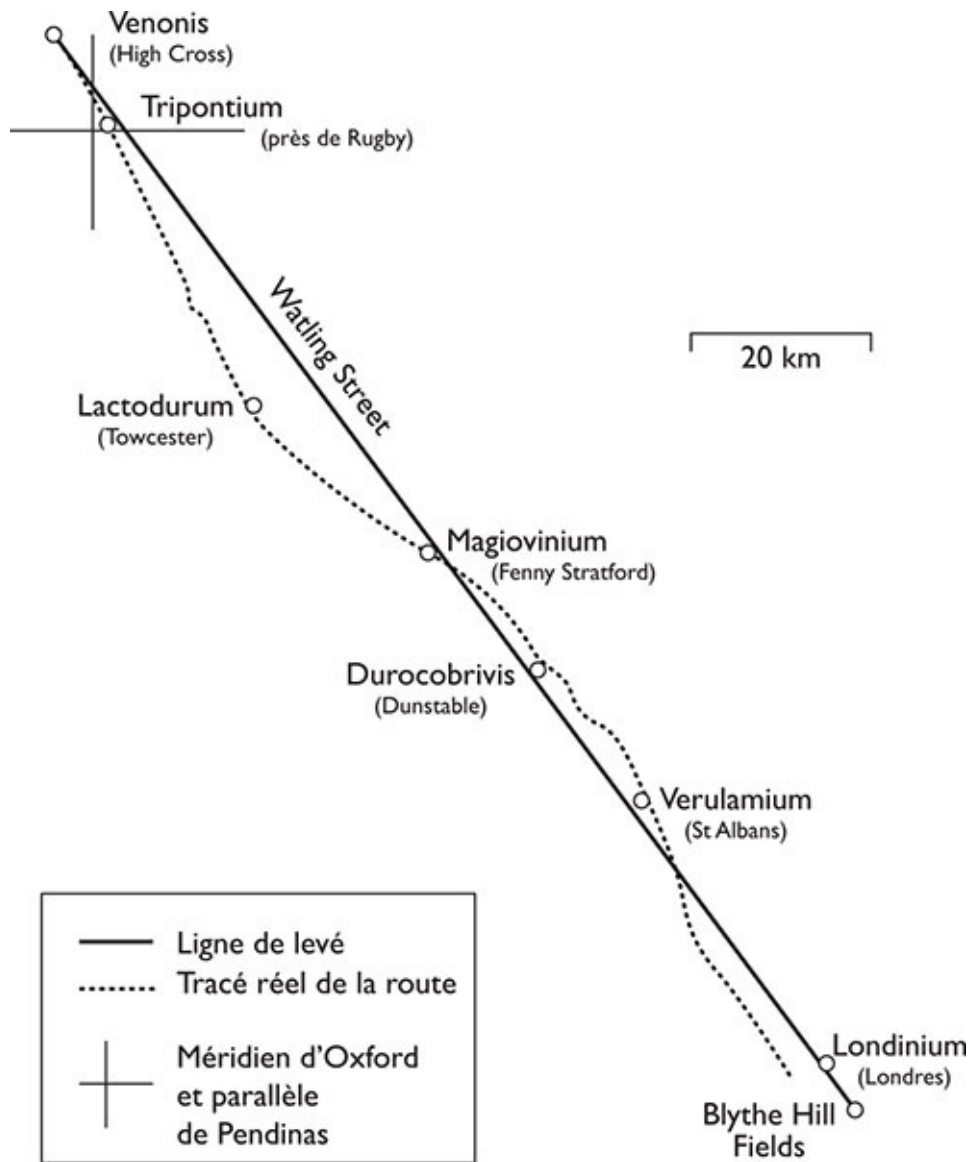 Venonis
(High Cross)
Tripontium
(près de Rugby)
Watling Street
20 km
Lactodurum
(Towcester)
Magiovinium
(Fenny Stratford)
Durocobrivis
(Dunstable)
Verulamium
(St Albans)
Ligne de levé
Tracé réel de la route
Méridien d'Oxford
et parallèle
de Pendinas
Londinium
(Londres)
Blythe Hill
Fields